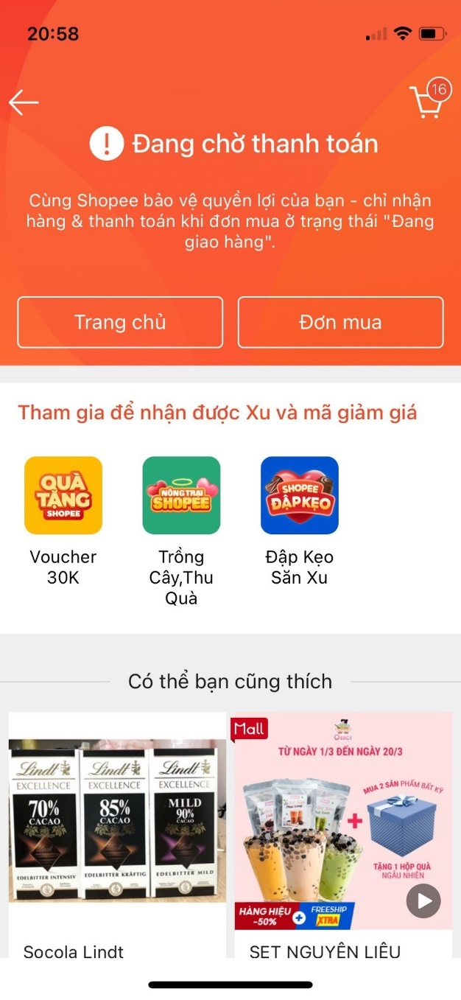 20:58
16
! Đang chờ thanh toán
Cùng Shopee bảo vệ quyền lợi của bạn - chỉ nhận
hàng & thanh toán khi đơn mua ở trạng thái "Đang
giao hàng".
Trang chủ
Đơn mua
Tham gia để nhận được Xu và mã giảm giá
QUÀ
TẶNG
SHOPEE
NÔNG TRẠI
SHOPEE
SHOPEE
ĐẬP KẸO
Voucher
30K
Trồng
Cây,Thu
Quà
Đập Kẹo
Săn Xu
Có thể bạn cũng thích
Lindt
EXCELLENCE
70%
CACAO
EDELBITTER INTENSIV
Lindt
EXCELLENCE
85%
CACAO
EDELBITTER KRÄFTIG
Lindt
EXCELLENCE
MILD
90%
CACAO
EDELBITTER MILD
Mall
TỪ NGÀY 1/3 ĐẾN NGÀY 20/3
MUA 2 SẢN PHẨM BẤT KỲ
+
TẶNG 1 HỘP QUÀ
NGẪU NHIÊN
HÀNG HIỆU
-50%
+
FREESHIP
XTRA
Socola Lindt
SET NGUYÊN LIỆU